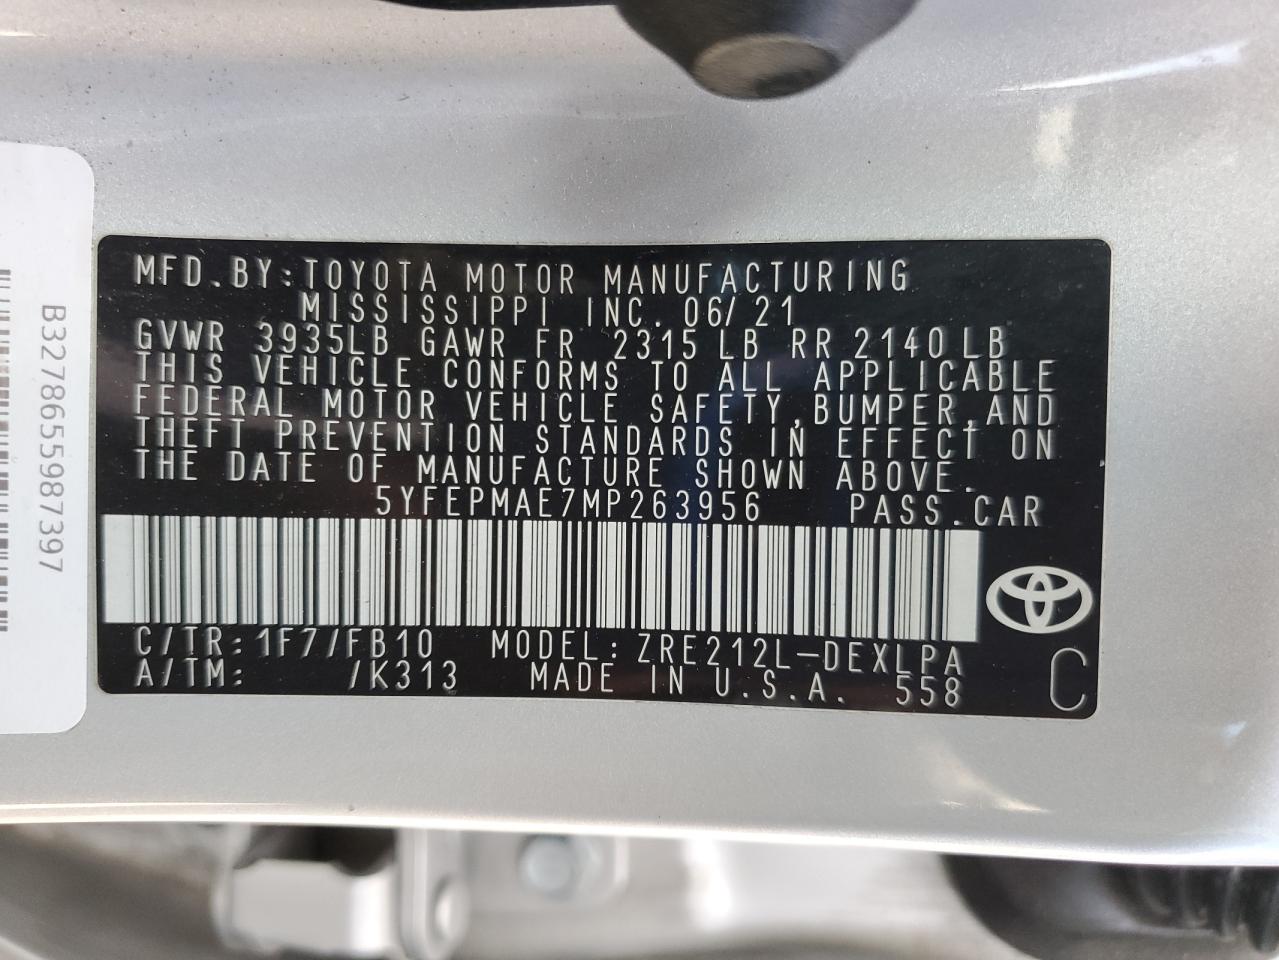 MFD.BY:TOYOTA MOTOR MANUFACTURING
MISSISSIPPI INC. 06/21
GVWR 3935LB GAWR FR 2315 LB RR 2140 LB
THIS VEHICLE CONFORMS TO ALL APPLICABLE
FEDERAL MOTOR VEHICLE SAFETY,BUMPER,AND
THEFT PREVENTION STANDARDS IN EFFECT ON
THE DATE OF MANUFACTURE SHOWN ABOVE.
5YFEPMAE7MP263956 PASS.CAR
C/TR:1F7/FB10 MODEL: ZRE212L-DEXLPA
A/TM: /K313 MADE IN U.S.A. 558 C
B3278655987397